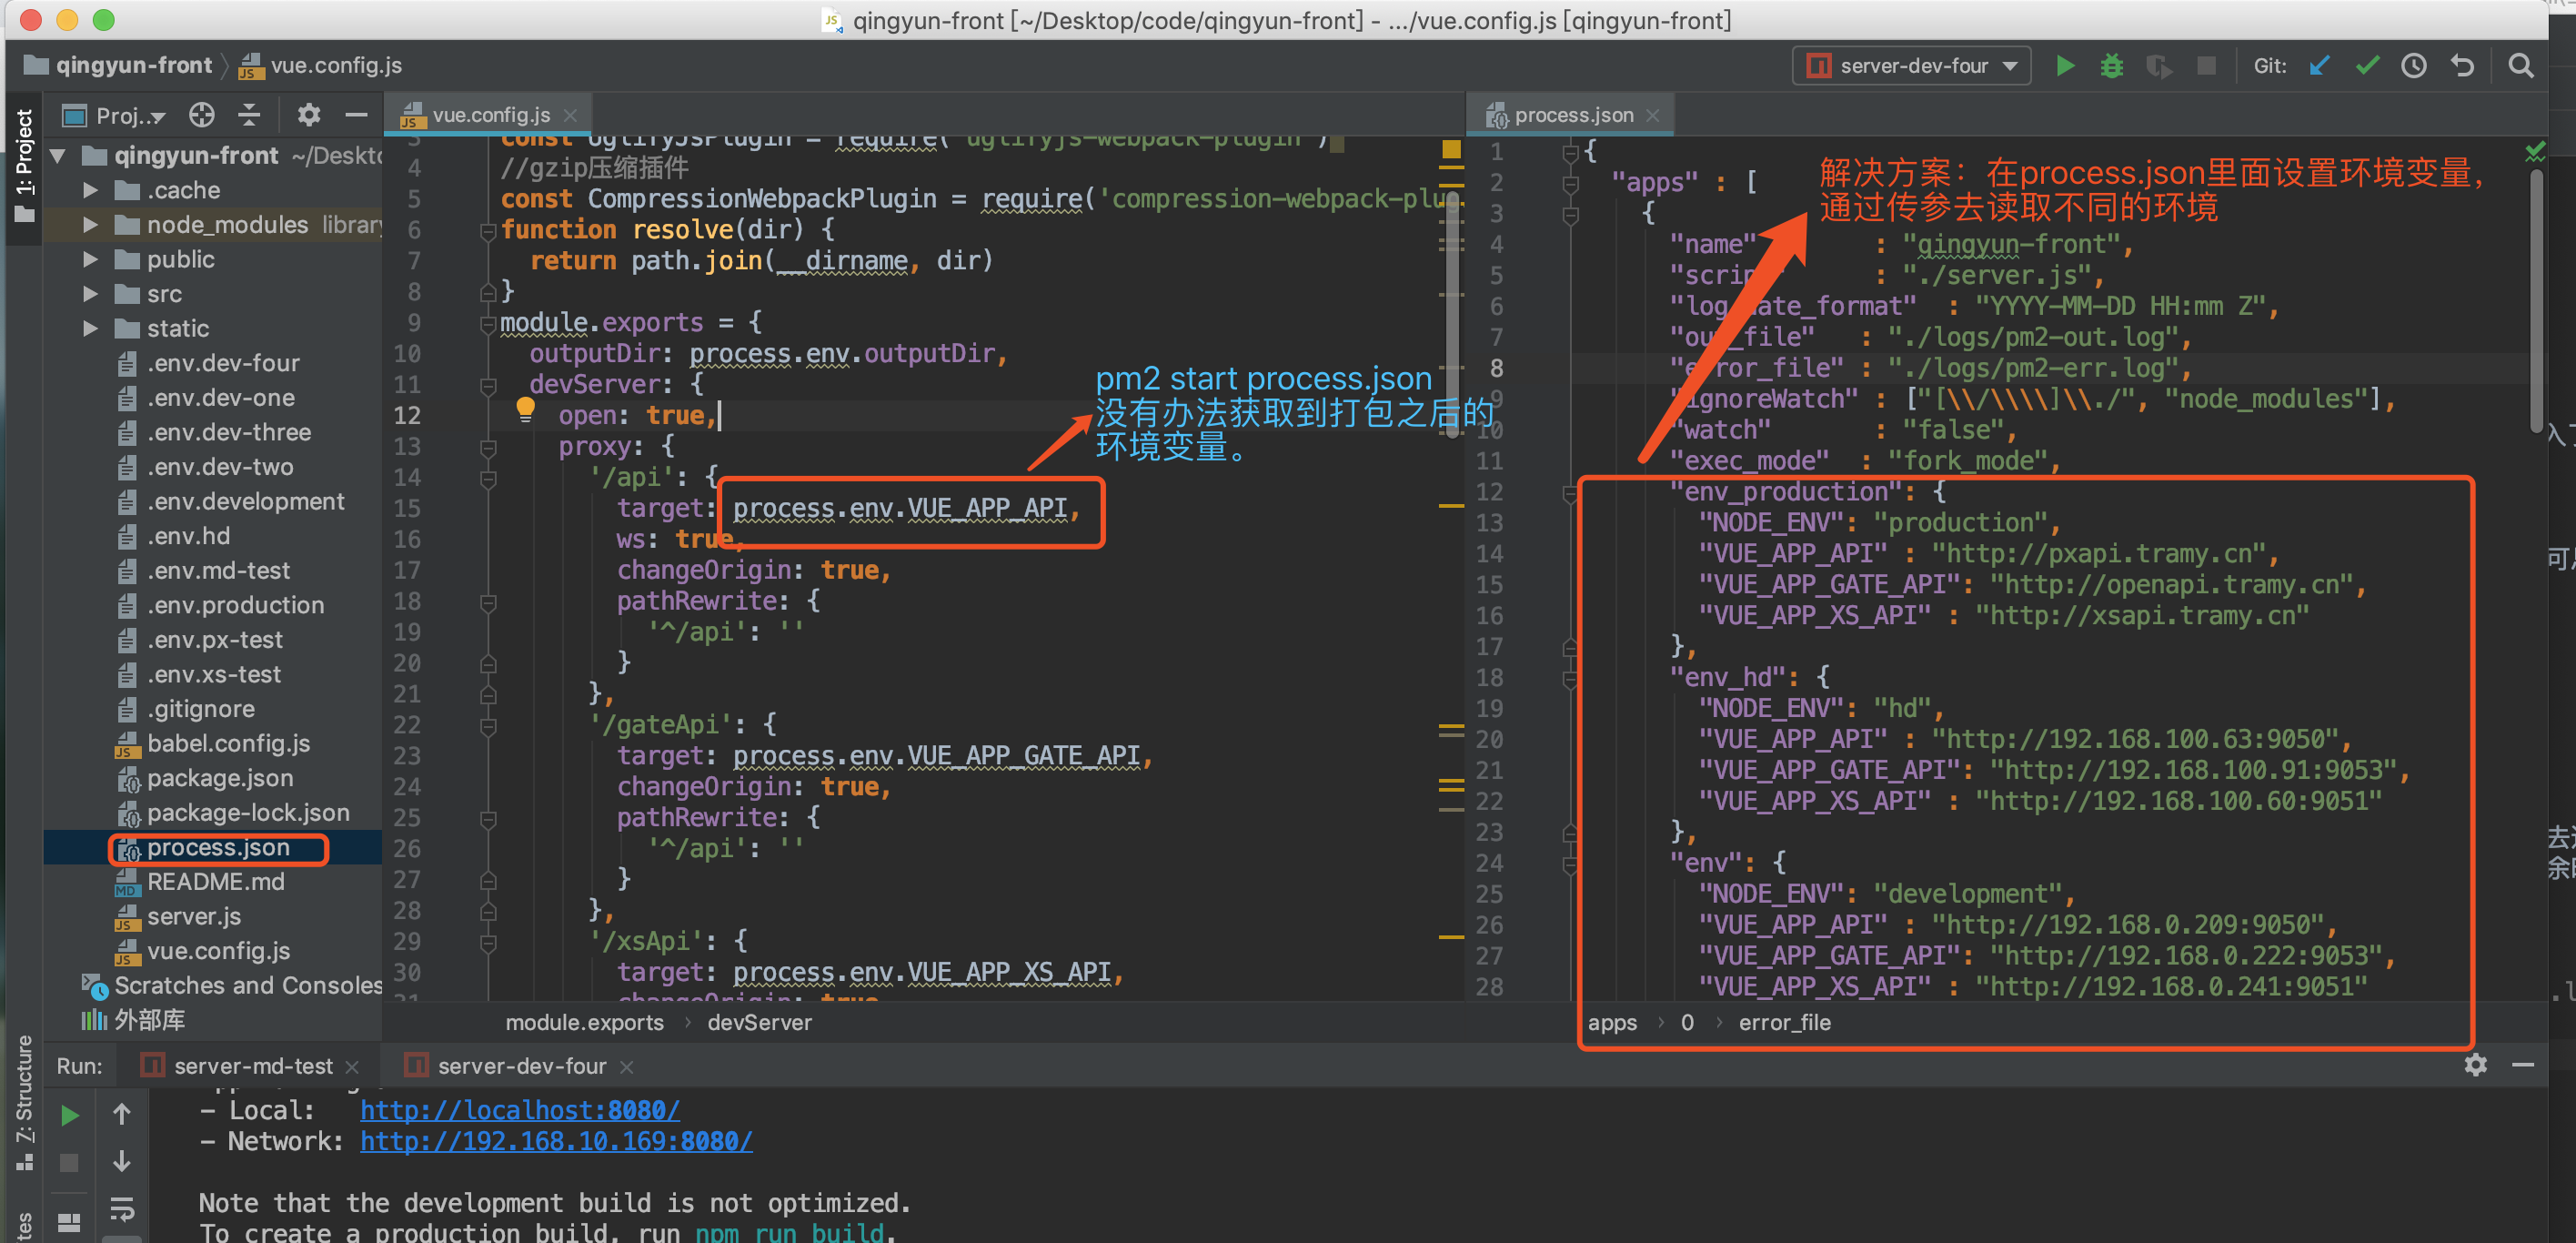 qingyun-front [~/Desktop/code/qingyun-front] - .../vue.config.js [qingyun-front]
qingyun-front
vue.config.js
server-dev-four
Git:
1: Project
Proj...
vue.config.js
process.json
qingyun-front ~/Deskto
.cache
node_modules library
public
src
static
.env.dev-four
.env.dev-one
.env.dev-three
.env.dev-two
.env.development
.env.hd
.env.md-test
.env.production
.env.px-test
.env.xs-test
.gitignore
babel.config.js
package.json
package-lock.json
process.json
README.md
server.js
vue.config.js
Scratches and Consoles
外部库
3 const UglifyJsPlugin = require('uglifyjs-webpack-plugin')
4 //gzip压缩插件
5 const CompressionWebpackPlugin = require('compression-webpack-plug
6 function resolve(dir) {
7 return path.join(__dirname, dir)
8 }
9 module.exports = {
10 outputDir: process.env.outputDir,
11 devServer: {
12 open: true,
13 proxy: {
14 '/api': {
15 target: process.env.VUE_APP_API,
16 ws: true,
17 changeOrigin: true,
18 pathRewrite: {
19 '^/api': ''
20 }
21 },
22 '/gateApi': {
23 target: process.env.VUE_APP_GATE_API,
24 changeOrigin: true,
25 pathRewrite: {
26 '^/api': ''
27 }
28 },
29 '/xsApi': {
30 target: process.env.VUE_APP_XS_API,
31 changeOrigin: true
pm2 start process.json
没有办法获取到打包之后的
环境变量。
module.exports > devServer
解决方案：在process.json里面设置环境变量，
通过传参去读取不同的环境
1 {
2 "apps" : [
3 {
4 "name" : "qingyun-front",
5 "script" : "./server.js",
6 "log_date_format" : "YYYY-MM-DD HH:mm Z",
7 "out_file" : "./logs/pm2-out.log",
8 "error_file" : "./logs/pm2-err.log",
9 "ignoreWatch" : ["[\\/\\\\]\\./", "node_modules"],
10 "watch" : "false",
11 "exec_mode" : "fork_mode",
12 "env_production": {
13 "NODE_ENV": "production",
14 "VUE_APP_API" : "http://pxapi.tramy.cn",
15 "VUE_APP_GATE_API": "http://openapi.tramy.cn",
16 "VUE_APP_XS_API" : "http://xsapi.tramy.cn"
17 },
18 "env_hd": {
19 "NODE_ENV": "hd",
20 "VUE_APP_API" : "http://192.168.100.63:9050",
21 "VUE_APP_GATE_API": "http://192.168.100.91:9053",
22 "VUE_APP_XS_API" : "http://192.168.100.60:9051"
23 },
24 "env": {
25 "NODE_ENV": "development",
26 "VUE_APP_API" : "http://192.168.0.209:9050",
27 "VUE_APP_GATE_API": "http://192.168.0.222:9053",
28 "VUE_APP_XS_API" : "http://192.168.0.241:9051"
apps > 0 > error_file
Z: Structure
Run:
server-md-test
server-dev-four
- Local: http://localhost:8080/
- Network: http://192.168.10.169:8080/
Note that the development build is not optimized.
To create a production build, run npm run build.